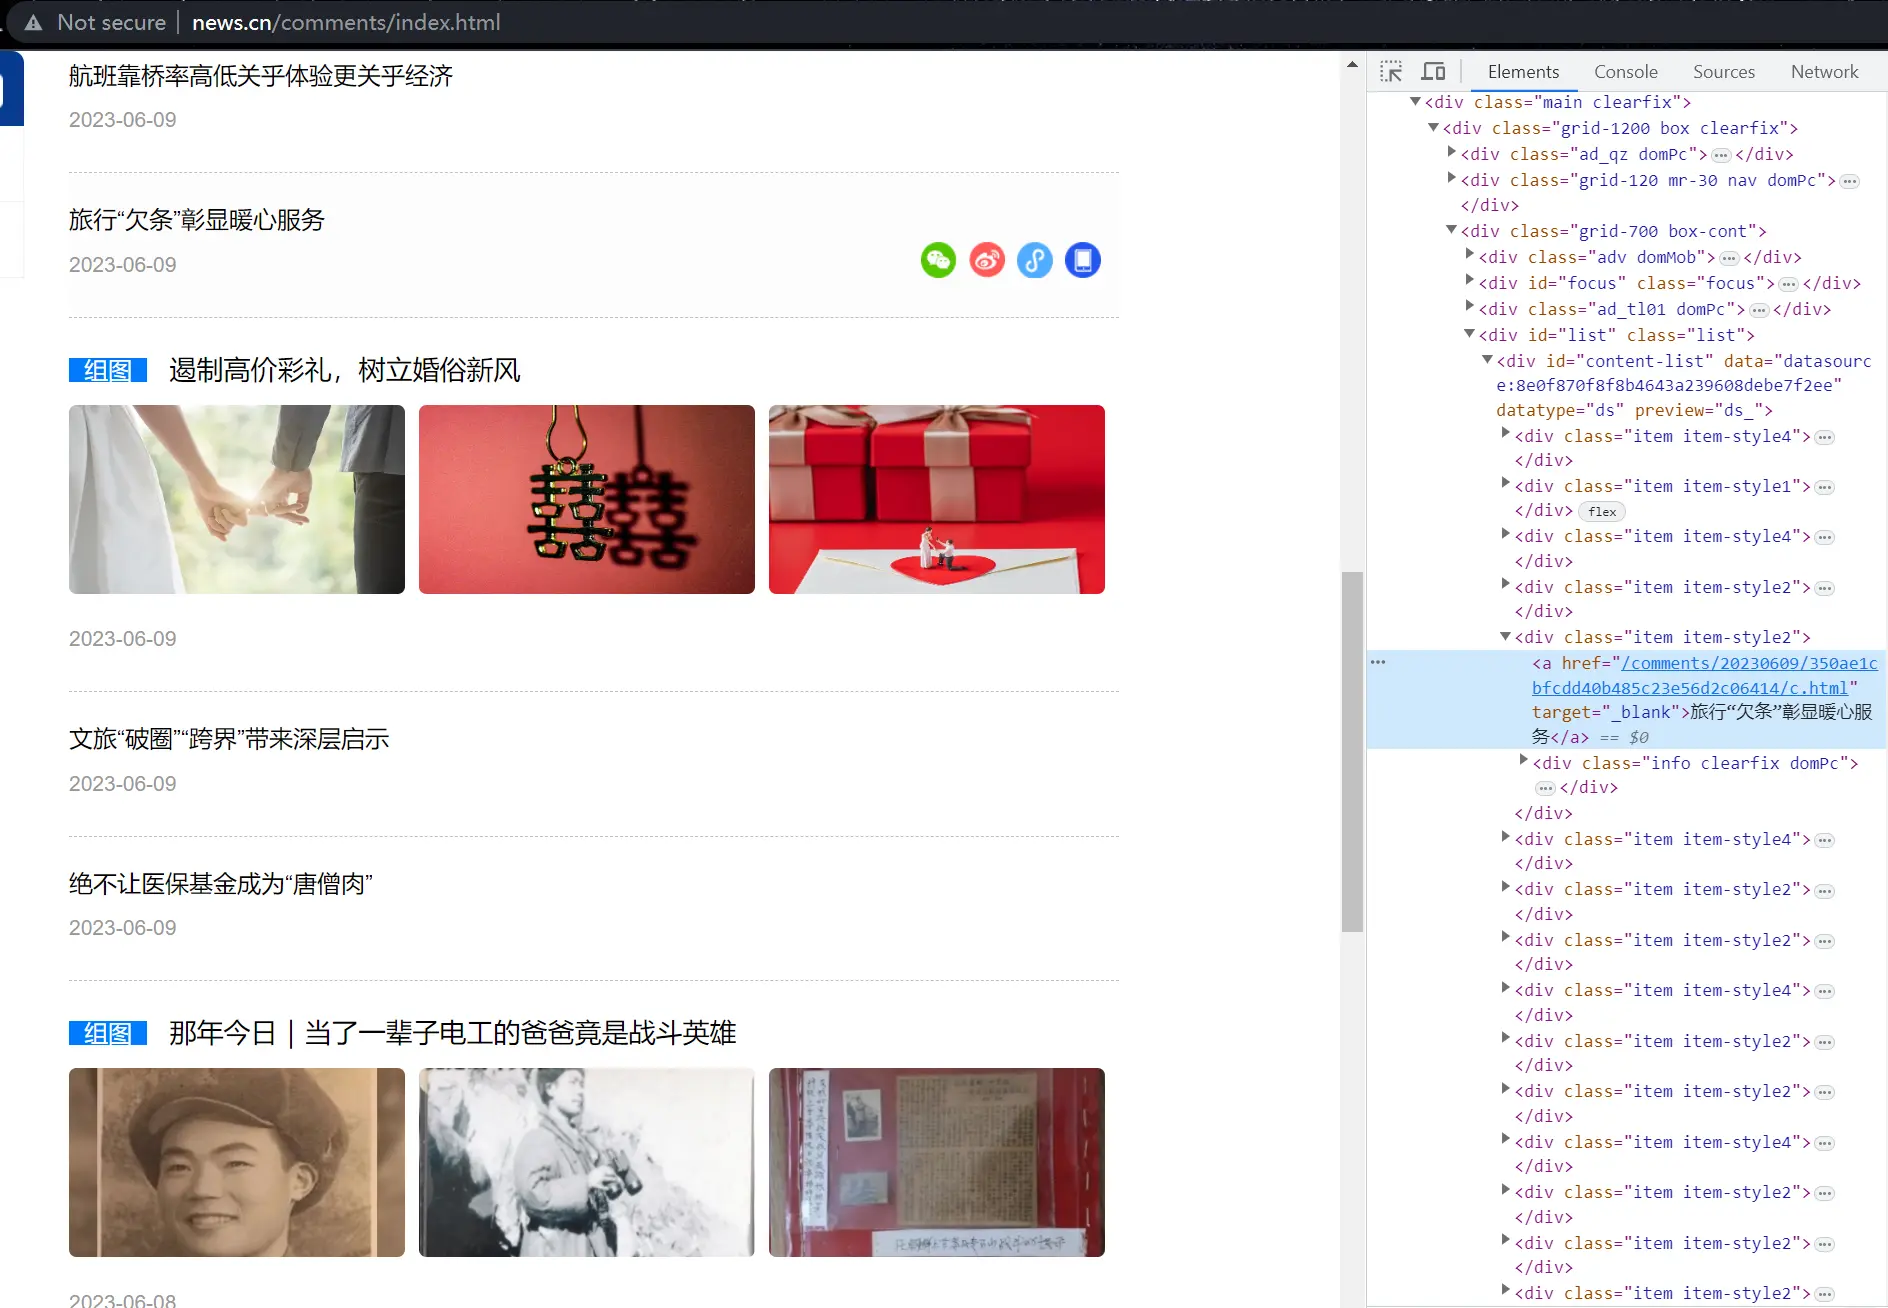 Not secure | news.cn/comments/index.html
航班靠桥率高低关乎体验更关乎经济
2023-06-09
旅行“欠条”彰显暖心服务
2023-06-09
组图 遏制高价彩礼，树立婚俗新风
2023-06-09
文旅“破圈”“跨界”带来深层启示
2023-06-09
绝不让医保基金成为“唐僧肉”
2023-06-09
组图 那年今日｜当了一辈子电工的爸爸竟是战斗英雄
2023-06-08
Elements Console Sources Network
<div class="main clearfix">
<div class="grid-1200 box clearfix">
<div class="ad_qz domPc">…</div>
<div class="grid-120 mr-30 nav domPc">…
</div>
<div class="grid-700 box-cont">
<div class="adv domMob">…</div>
<div id="focus" class="focus">…</div>
<div class="ad_tl01 domPc">…</div>
<div id="list" class="list">
<div id="content-list" data="datasourc
e:8e0f870f8f8b4643a239608debe7f2ee"
datatype="ds" preview="ds_">
<div class="item item-style4">…
</div>
<div class="item item-style1">…
</div> flex
<div class="item item-style4">…
</div>
<div class="item item-style2">…
</div>
<div class="item item-style2">
<a href="/comments/20230609/350ae1c
bfcdd40b485c23e56d2c06414/c.html"
target="_blank">旅行“欠条”彰显暖心服
务</a> == $0
<div class="info clearfix domPc">
…</div>
</div>
<div class="item item-style4">…
</div>
<div class="item item-style2">…
</div>
<div class="item item-style2">…
</div>
<div class="item item-style4">…
</div>
<div class="item item-style2">…
</div>
<div class="item item-style2">…
</div>
<div class="item item-style4">…
</div>
<div class="item item-style2">…
</div>
<div class="item item-style2">…
</div>
<div class="item item-style2">…